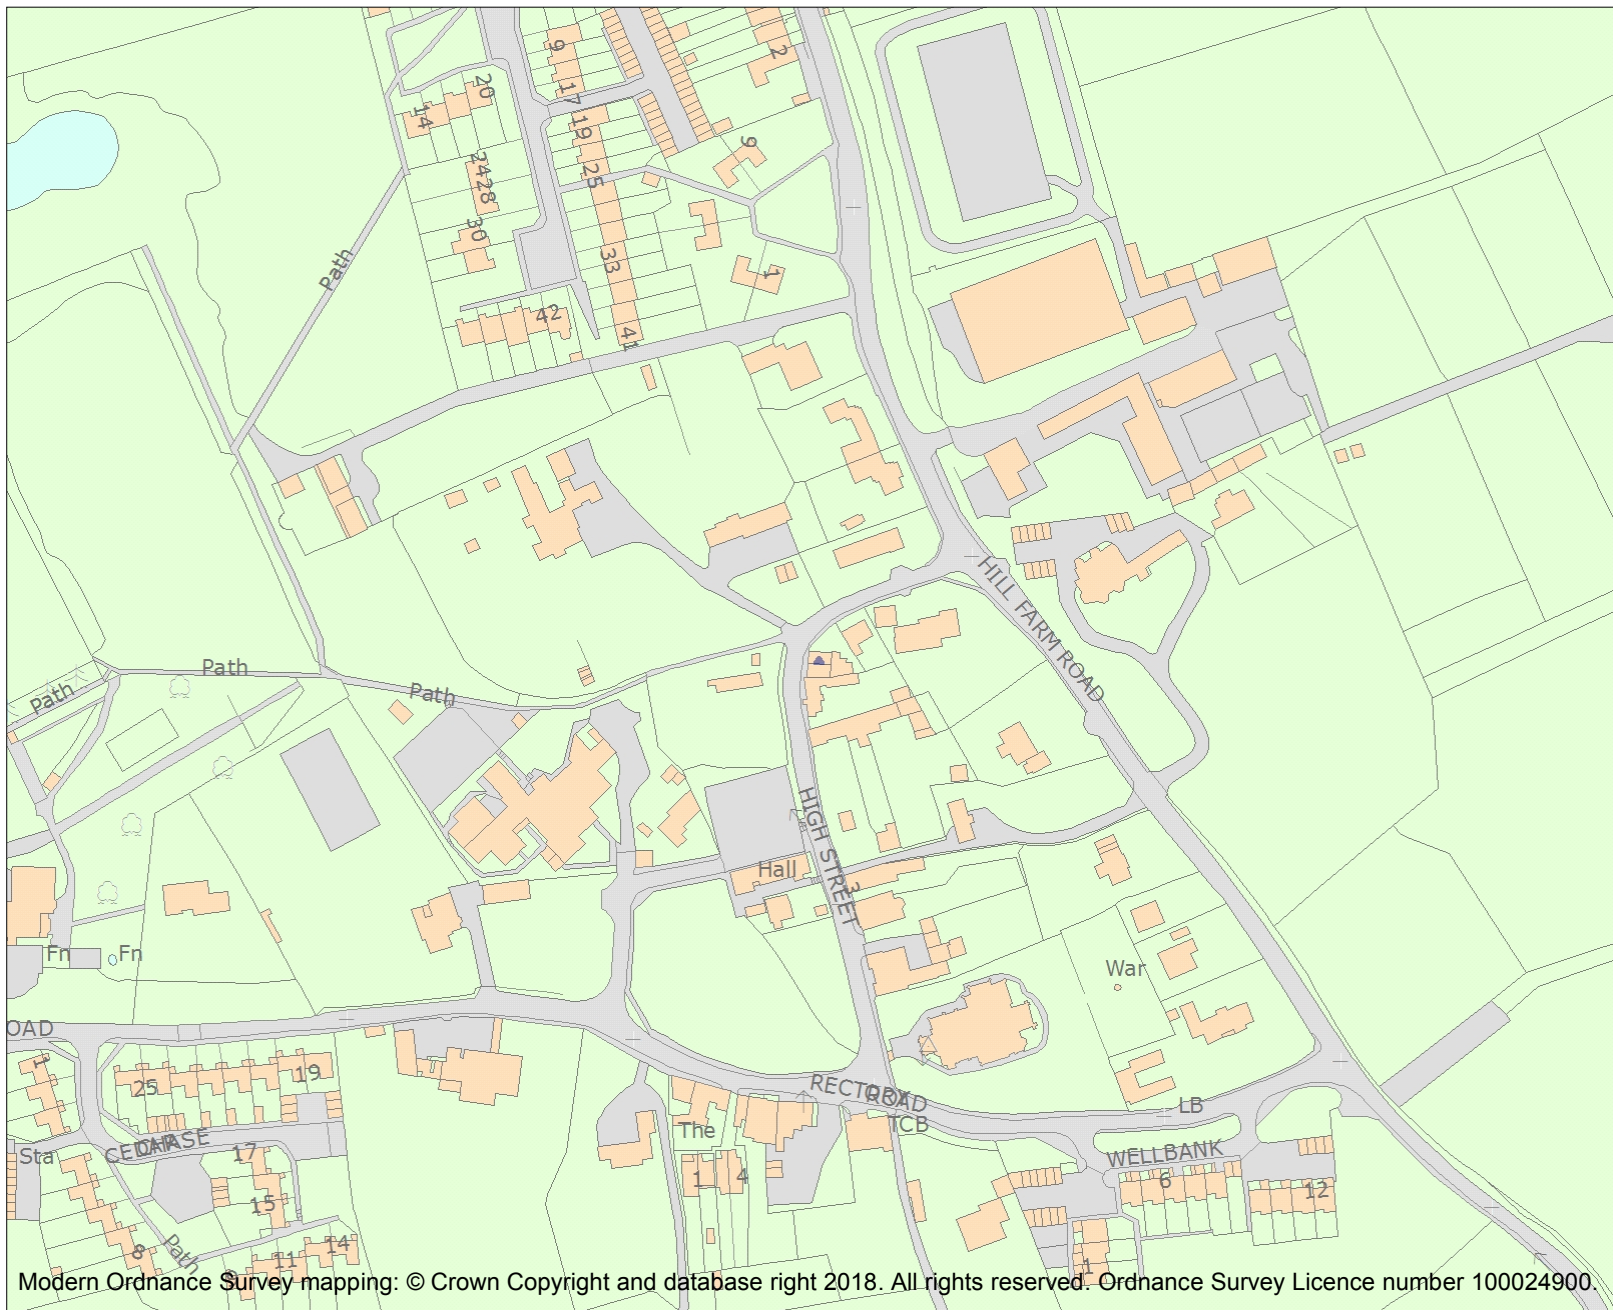 9
2
20
17
14
19
9
24
25
28
30
33
Path
1
42
41
HILL FARM ROAD
Path
Path
Path
HIGH STREET
Hall
3
Fn
Fn
War
OAD
1
25
19
RECTORY
ROAD
LB
TCB
The
CEDAR
CHASE
Sta
17
WELLBANK
1
4
6
12
15
8
Path
11
14
1
Modern Ordnance Survey mapping: © Crown Copyright and database right 2018. All rights reserved. Ordnance Survey Licence number 100024900.